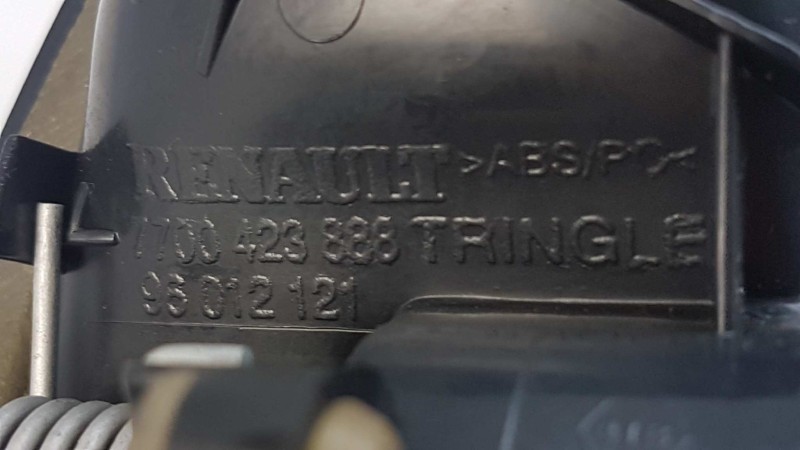 RENAULT >ABS/PC<
7700 423 888 TRINGLE
96 012 121